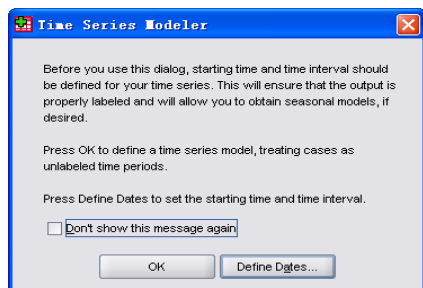 Time Series Modeler
Before you use this dialog, starting time and time interval should
be defined for your time series. This will ensure that the output is
properly labeled and will allow you to obtain seasonal models, if
desired.
Press OK to define a time series model, treating cases as
unlabeled time periods.
Press Define Dates to set the starting time and time interval.
Don't show this message again
OK
Define Dates...